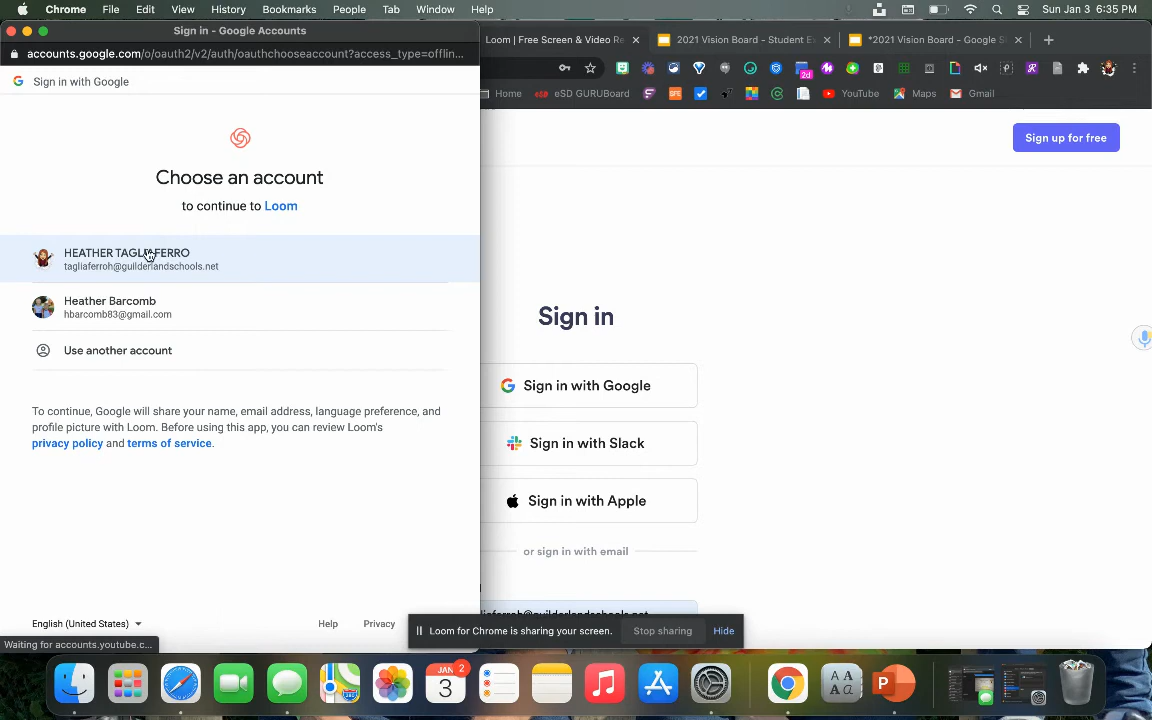 Chrome File Edit View History Bookmarks People Tab Window Help Sun Jan 3 6:35 PM
Sign in - Google Accounts
Loom | Free Screen & Video Re
2021 Vision Board - Student Ex
*2021 Vision Board - Google S
accounts.google.com/o/oauth2/v2/auth/oauthchooseaccount?access_type=offlin...
2d
Sign in with Google
Home
eSD GURUBoard
YouTube
Maps
Gmail
Sign up for free
Choose an account
to continue to Loom
HEATHER TAGLIAFERRO
tagliaferroh@guilderlandschools.net
Heather Barcomb
hbarcomb83@gmail.com
Use another account
To continue, Google will share your name, email address, language preference, and
profile picture with Loom. Before using this app, you can review Loom's
privacy policy and terms of service.
Sign in
Sign in with Google
Sign in with Slack
Sign in with Apple
or sign in with email
English (United States)
Help
Privacy
Loom for Chrome is sharing your screen.
Stop sharing
Hide
Waiting for accounts.youtube.c...
JAN
2
3